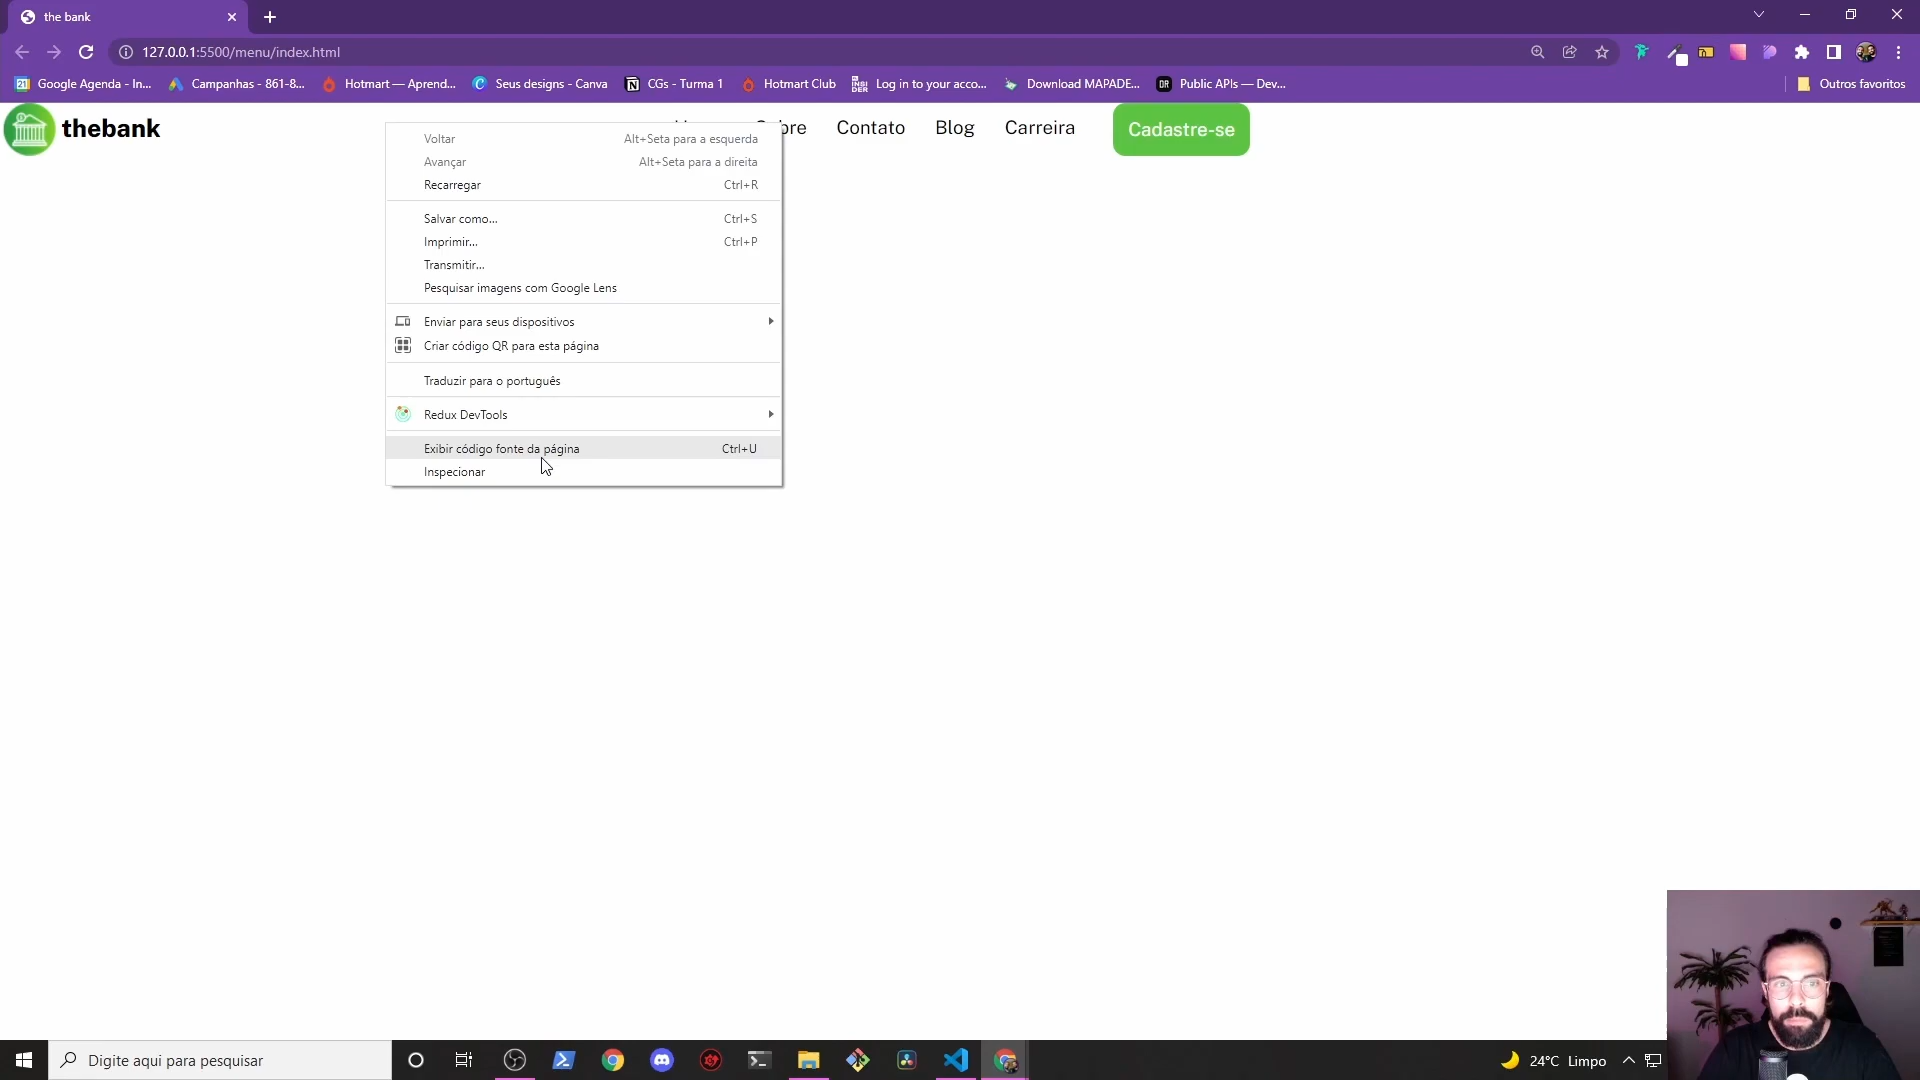 the bank
127.0.0.1:5500/menu/index.html
21 Google Agenda - In...
Campanhas - 861-8...
Hotmart — Aprend...
Seus designs - Canva
CGs - Turma 1
Hotmart Club
Log in to your acco...
Download MAPADE...
DR Public APIs — Dev...
Outros favoritos
thebank
Contato
Blog
Carreira
Cadastre-se
Voltar Alt+Seta para a esquerda
Avançar Alt+Seta para a direita
Recarregar Ctrl+R
Salvar como... Ctrl+S
Imprimir... Ctrl+P
Transmitir...
Pesquisar imagens com Google Lens
Enviar para seus dispositivos
Criar código QR para esta página
Traduzir para o português
Redux DevTools
Exibir código fonte da página Ctrl+U
Inspecionar
Digite aqui para pesquisar
24°C Limpo